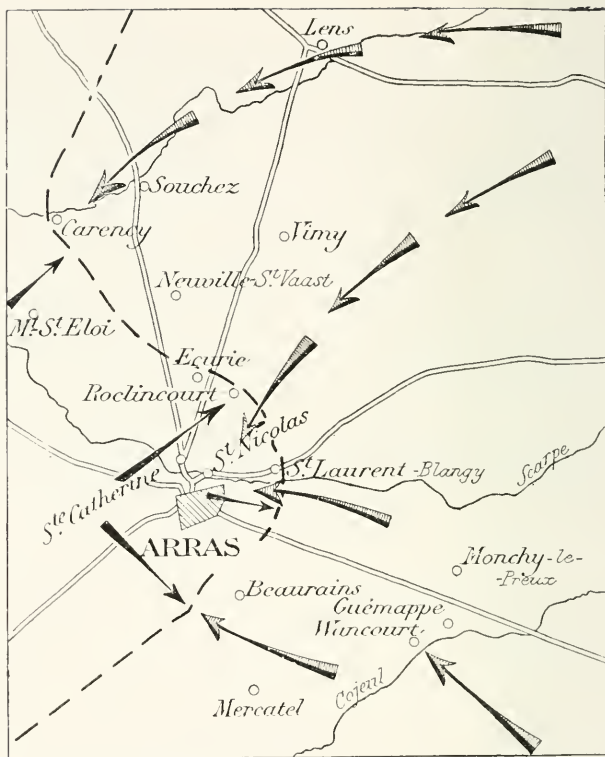 Lens
Souchez
Carency
Vimy
Neuville-St. Vaast
Mt. St. Eloi
Ecurie
Roclincourt
St. Nicolas
St. Laurent-Blangy
Scarpe
Ste. Catherine
ARRAS
Monchy-le-
Preux
Beaurains
Guémappe
Wancourt
Cojeul
Mercatel